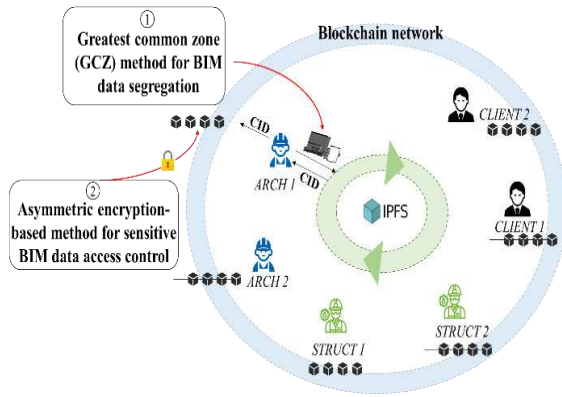 ①
Greatest common zone
(GCZ) method for BIM
data segregation
Blockchain network
CLIENT 2
CID
ARCH 1
CID
②
Asymmetric encryption-
based method for sensitive
BIM data access control
IPFS
CLIENT 1
ARCH 2
STRUCT 2
STRUCT 1